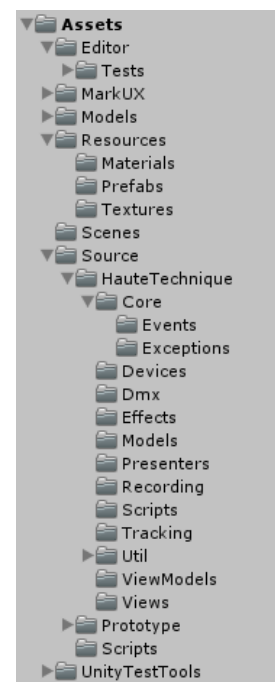 Assets
Editor
Tests
MarkUX
Models
Resources
Materials
Prefabs
Textures
Scenes
Source
HauteTechnique
Core
Events
Exceptions
Devices
Dmx
Effects
Models
Presenters
Recording
Scripts
Tracking
Util
ViewModels
Views
Prototype
Scripts
UnityTestTools